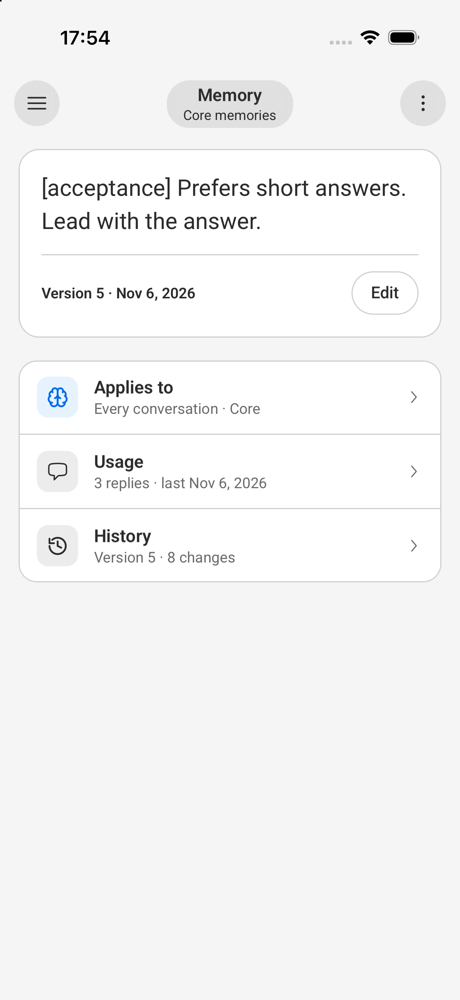 17:54
Memory
Core memories
[acceptance] Prefers short answers.
Lead with the answer.
Version 5 · Nov 6, 2026
Edit
Applies to
Every conversation · Core
Usage
3 replies · last Nov 6, 2026
History
Version 5 · 8 changes